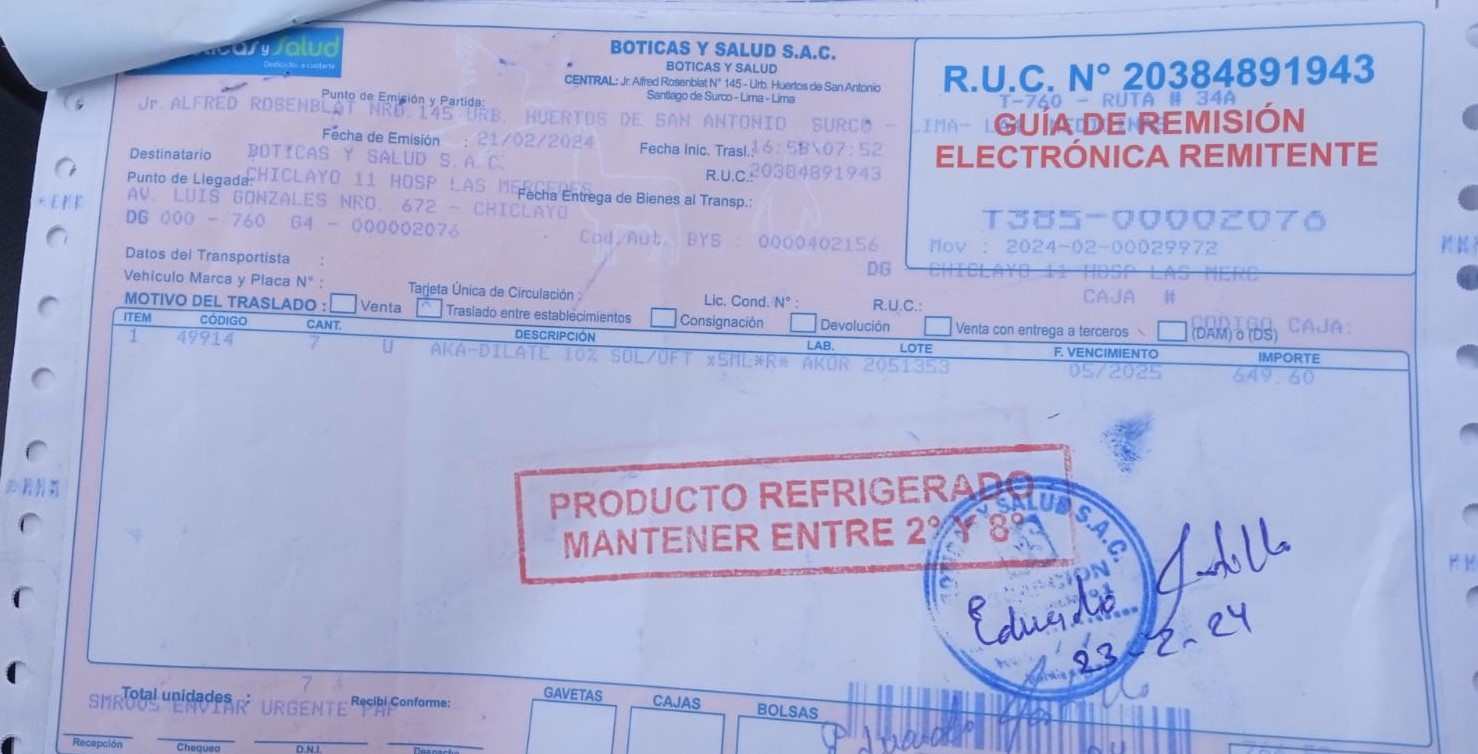 y Salud
Dedicados a cuidarte
BOTICAS Y SALUD S.A.C.
BOTICAS Y SALUD
CENTRAL: Jr. Alfred Rosenblat N° 145 - Urb. Huertos de San Antonio
Santiago de Surco - Lima - Lima
R.U.C. N° 20384891943
T-760 - RUTA # 34A
GUÍA DE REMISIÓN
ELECTRÓNICA REMITENTE
T385-00002076
Mov : 2024-02-00029972
CHICLAYO 11 HOSP LAS MERC
CAJA #
CODIGO CAJA:
Punto de Emisión y Partida:
Jr. ALFRED ROSENBLAT NRO. 145 URB. HUERTOS DE SAN ANTONIO SURCO - LIMA-
Fecha de Emisión : 21/02/2024
Fecha Inic. Trasl.: 16:58\07:52
Destinatario BOTICAS Y SALUD S.A.C.
R.U.C.: 20384891943
Punto de Llegada: CHICLAYO 11 HOSP LAS MERCEDES
Fecha Entrega de Bienes al Transp.:
AV. LUIS GONZALES NRO. 672 - CHICLAYO
DG 000 - 760 G4 - 000002076
Cod.Aut. BYS : 0000402156
DG
Datos del Transportista :
Vehículo Marca y Placa N° :
Tarjeta Única de Circulación :
Lic. Cond. N° :
R.U.C.:
MOTIVO DEL TRASLADO : Venta Traslado entre establecimientos Consignación Devolución Venta con entrega a terceros (DAM) o (DS)
ITEM CÓDIGO CANT. DESCRIPCIÓN LAB. LOTE F. VENCIMIENTO IMPORTE
1 49914 7 U AKA-DILATE 10% SOL/OFT x5ML*R* AKOR 2051353 05/2025 649.60
PRODUCTO REFRIGERADO
MANTENER ENTRE 2° Y 8°
Y SALUD S.A.C.
Eduardo
23-2-24
Total unidades : 7
Recibí Conforme:
ENVIAR URGENTE
GAVETAS CAJAS BOLSAS
Recepción Chequeo D.N.I. Despacho